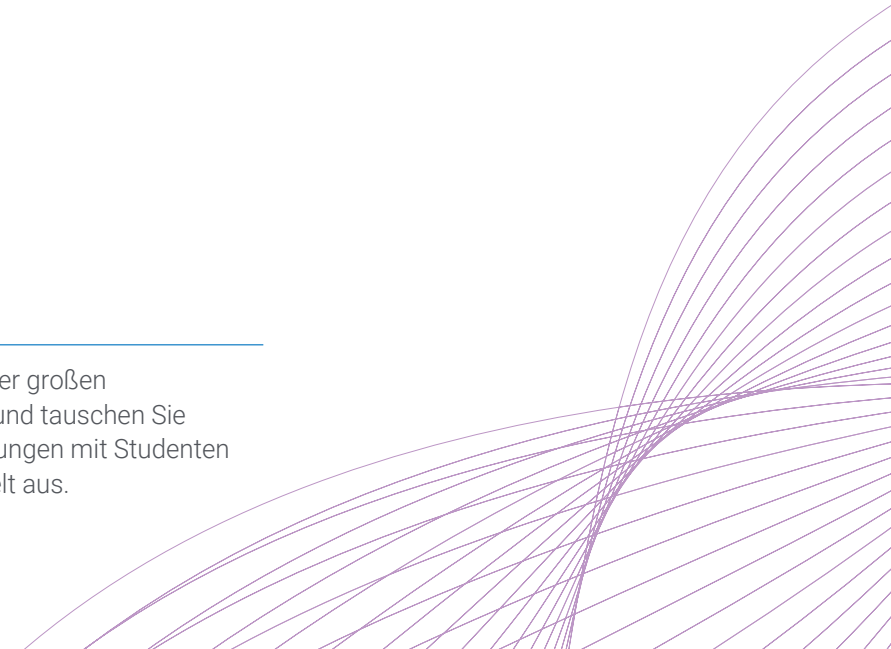 er großen
und tauschen Sie
ungen mit Studenten
lt aus.